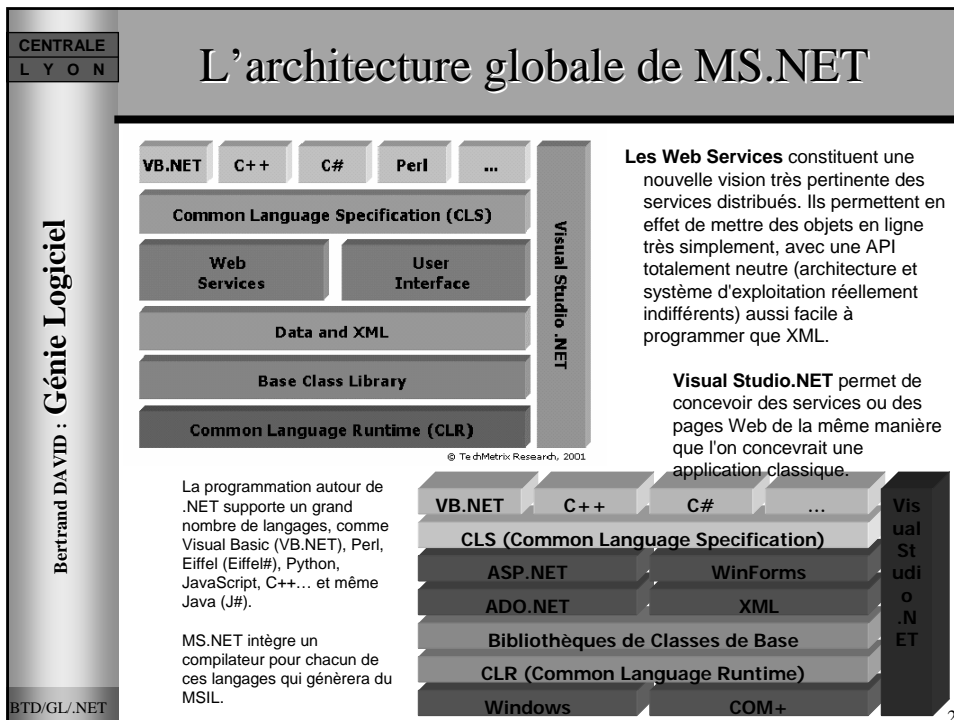 CENTRALE
L Y O N
L’architecture globale de MS.NET
Bertrand DAVID : Génie Logiciel
BTD/GL/.NET
VB.NET C++ C# Perl ...
Common Language Specification (CLS)
Web
Services
User
Interface
Data and XML
Base Class Library
Common Language Runtime (CLR)
Visual Studio .NET
© TechMetrix Research, 2001
Les Web Services constituent une
nouvelle vision très pertinente des
services distribués. Ils permettent en
effet de mettre des objets en ligne
très simplement, avec une API
totalement neutre (architecture et
système d'exploitation réellement
indifférents) aussi facile à
programmer que XML.
Visual Studio.NET permet de
concevoir des services ou des
pages Web de la même manière
que l'on concevrait une
application classique.
La programmation autour de
.NET supporte un grand
nombre de langages, comme
Visual Basic (VB.NET), Perl,
Eiffel (Eiffel#), Python,
JavaScript, C++… et même
Java (J#).
MS.NET intègre un
compilateur pour chacun de
ces langages qui génèrera du
MSIL.
VB.NET C++ C# …
CLS (Common Language Specification)
ASP.NET WinForms
ADO.NET XML
Bibliothèques de Classes de Base
CLR (Common Language Runtime)
Windows COM+
Vis
ual
St
udi
o
.N
ET